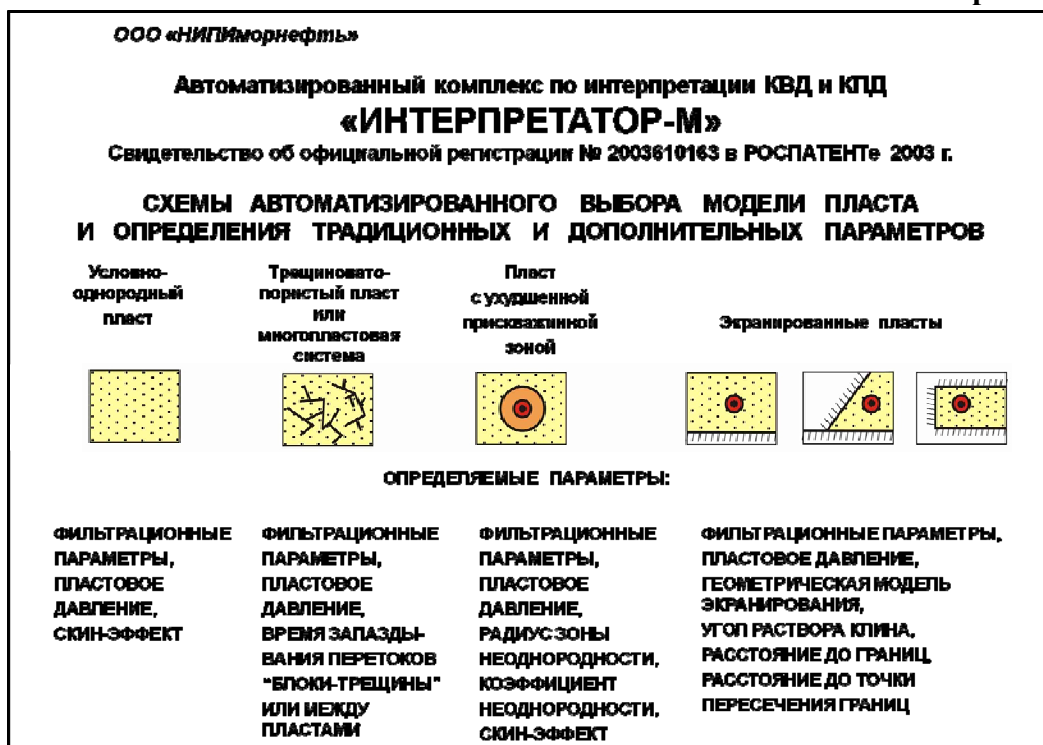 ООО «НИПИморнефть»
Автоматизированный комплекс по интерпретации КВД и КПД
«ИНТЕРПРЕТАТОР-М»
Свидетельство об официальной регистрации № 2003610163 в РОСПАТЕНТе 2003 г.
СХЕМЫ АВТОМАТИЗИРОВАННОГО ВЫБОРА МОДЕЛИ ПЛАСТА
И ОПРЕДЕЛЕНИЯ ТРАДИЦИОННЫХ И ДОПОЛНИТЕЛЬНЫХ ПАРАМЕТРОВ
Условно-
однородный
пласт
Трещиновато-
пористый пласт
или
многопластовая
система
Пласт
с ухудшенной
прискважинной
зоной
Экранированные пласты
ОПРЕДЕЛЯЕМЫЕ ПАРАМЕТРЫ:
ФИЛЬТРАЦИОННЫЕ
ПАРАМЕТРЫ,
ПЛАСТОВОЕ
ДАВЛЕНИЕ,
СКИН-ЭФФЕКТ
ФИЛЬТРАЦИОННЫЕ
ПАРАМЕТРЫ,
ПЛАСТОВОЕ
ДАВЛЕНИЕ,
ВРЕМЯ ЗАПАЗДЫ-
ВАНИЯ ПЕРЕТОКОВ
"БЛОКИ-ТРЕЩИНЫ"
ИЛИ МЕЖДУ
ПЛАСТАМИ
ФИЛЬТРАЦИОННЫЕ
ПАРАМЕТРЫ,
ПЛАСТОВОЕ
ДАВЛЕНИЕ,
РАДИУС ЗОНЫ
НЕОДНОРОДНОСТИ,
КОЭФФИЦИЕНТ
НЕОДНОРОДНОСТИ,
СКИН-ЭФФЕКТ
ФИЛЬТРАЦИОННЫЕ ПАРАМЕТРЫ,
ПЛАСТОВОЕ ДАВЛЕНИЕ,
ГЕОМЕТРИЧЕСКАЯ МОДЕЛЬ
ЭКРАНИРОВАНИЯ,
УГОЛ РАСТВОРА КЛИНА,
РАССТОЯНИЕ ДО ГРАНИЦ,
РАССТОЯНИЕ ДО ТОЧКИ
ПЕРЕСЕЧЕНИЯ ГРАНИЦ